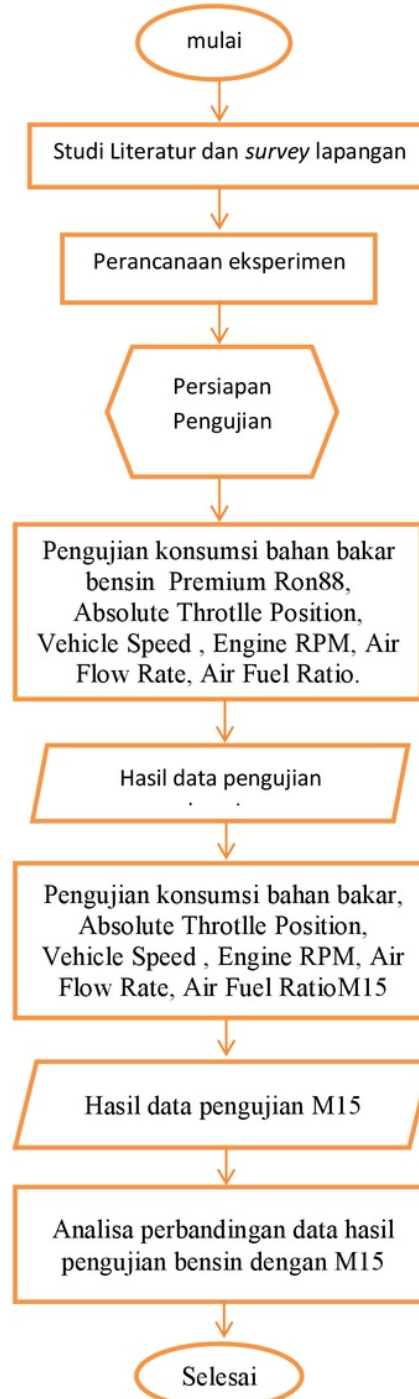 mulai
Studi Literatur dan survey lapangan
Perancanaan eksperimen
Persiapan
Pengujian
Pengujian konsumsi bahan bakar
bensin Premium Ron88,
Absolute Throtlle Position,
Vehicle Speed , Engine RPM, Air
Flow Rate, Air Fuel Ratio.
Hasil data pengujian
Pengujian konsumsi bahan bakar,
Absolute Throtlle Position,
Vehicle Speed , Engine RPM, Air
Flow Rate, Air Fuel RatioM15
Hasil data pengujian M15
Analisa perbandingan data hasil
pengujian bensin dengan M15
Selesai